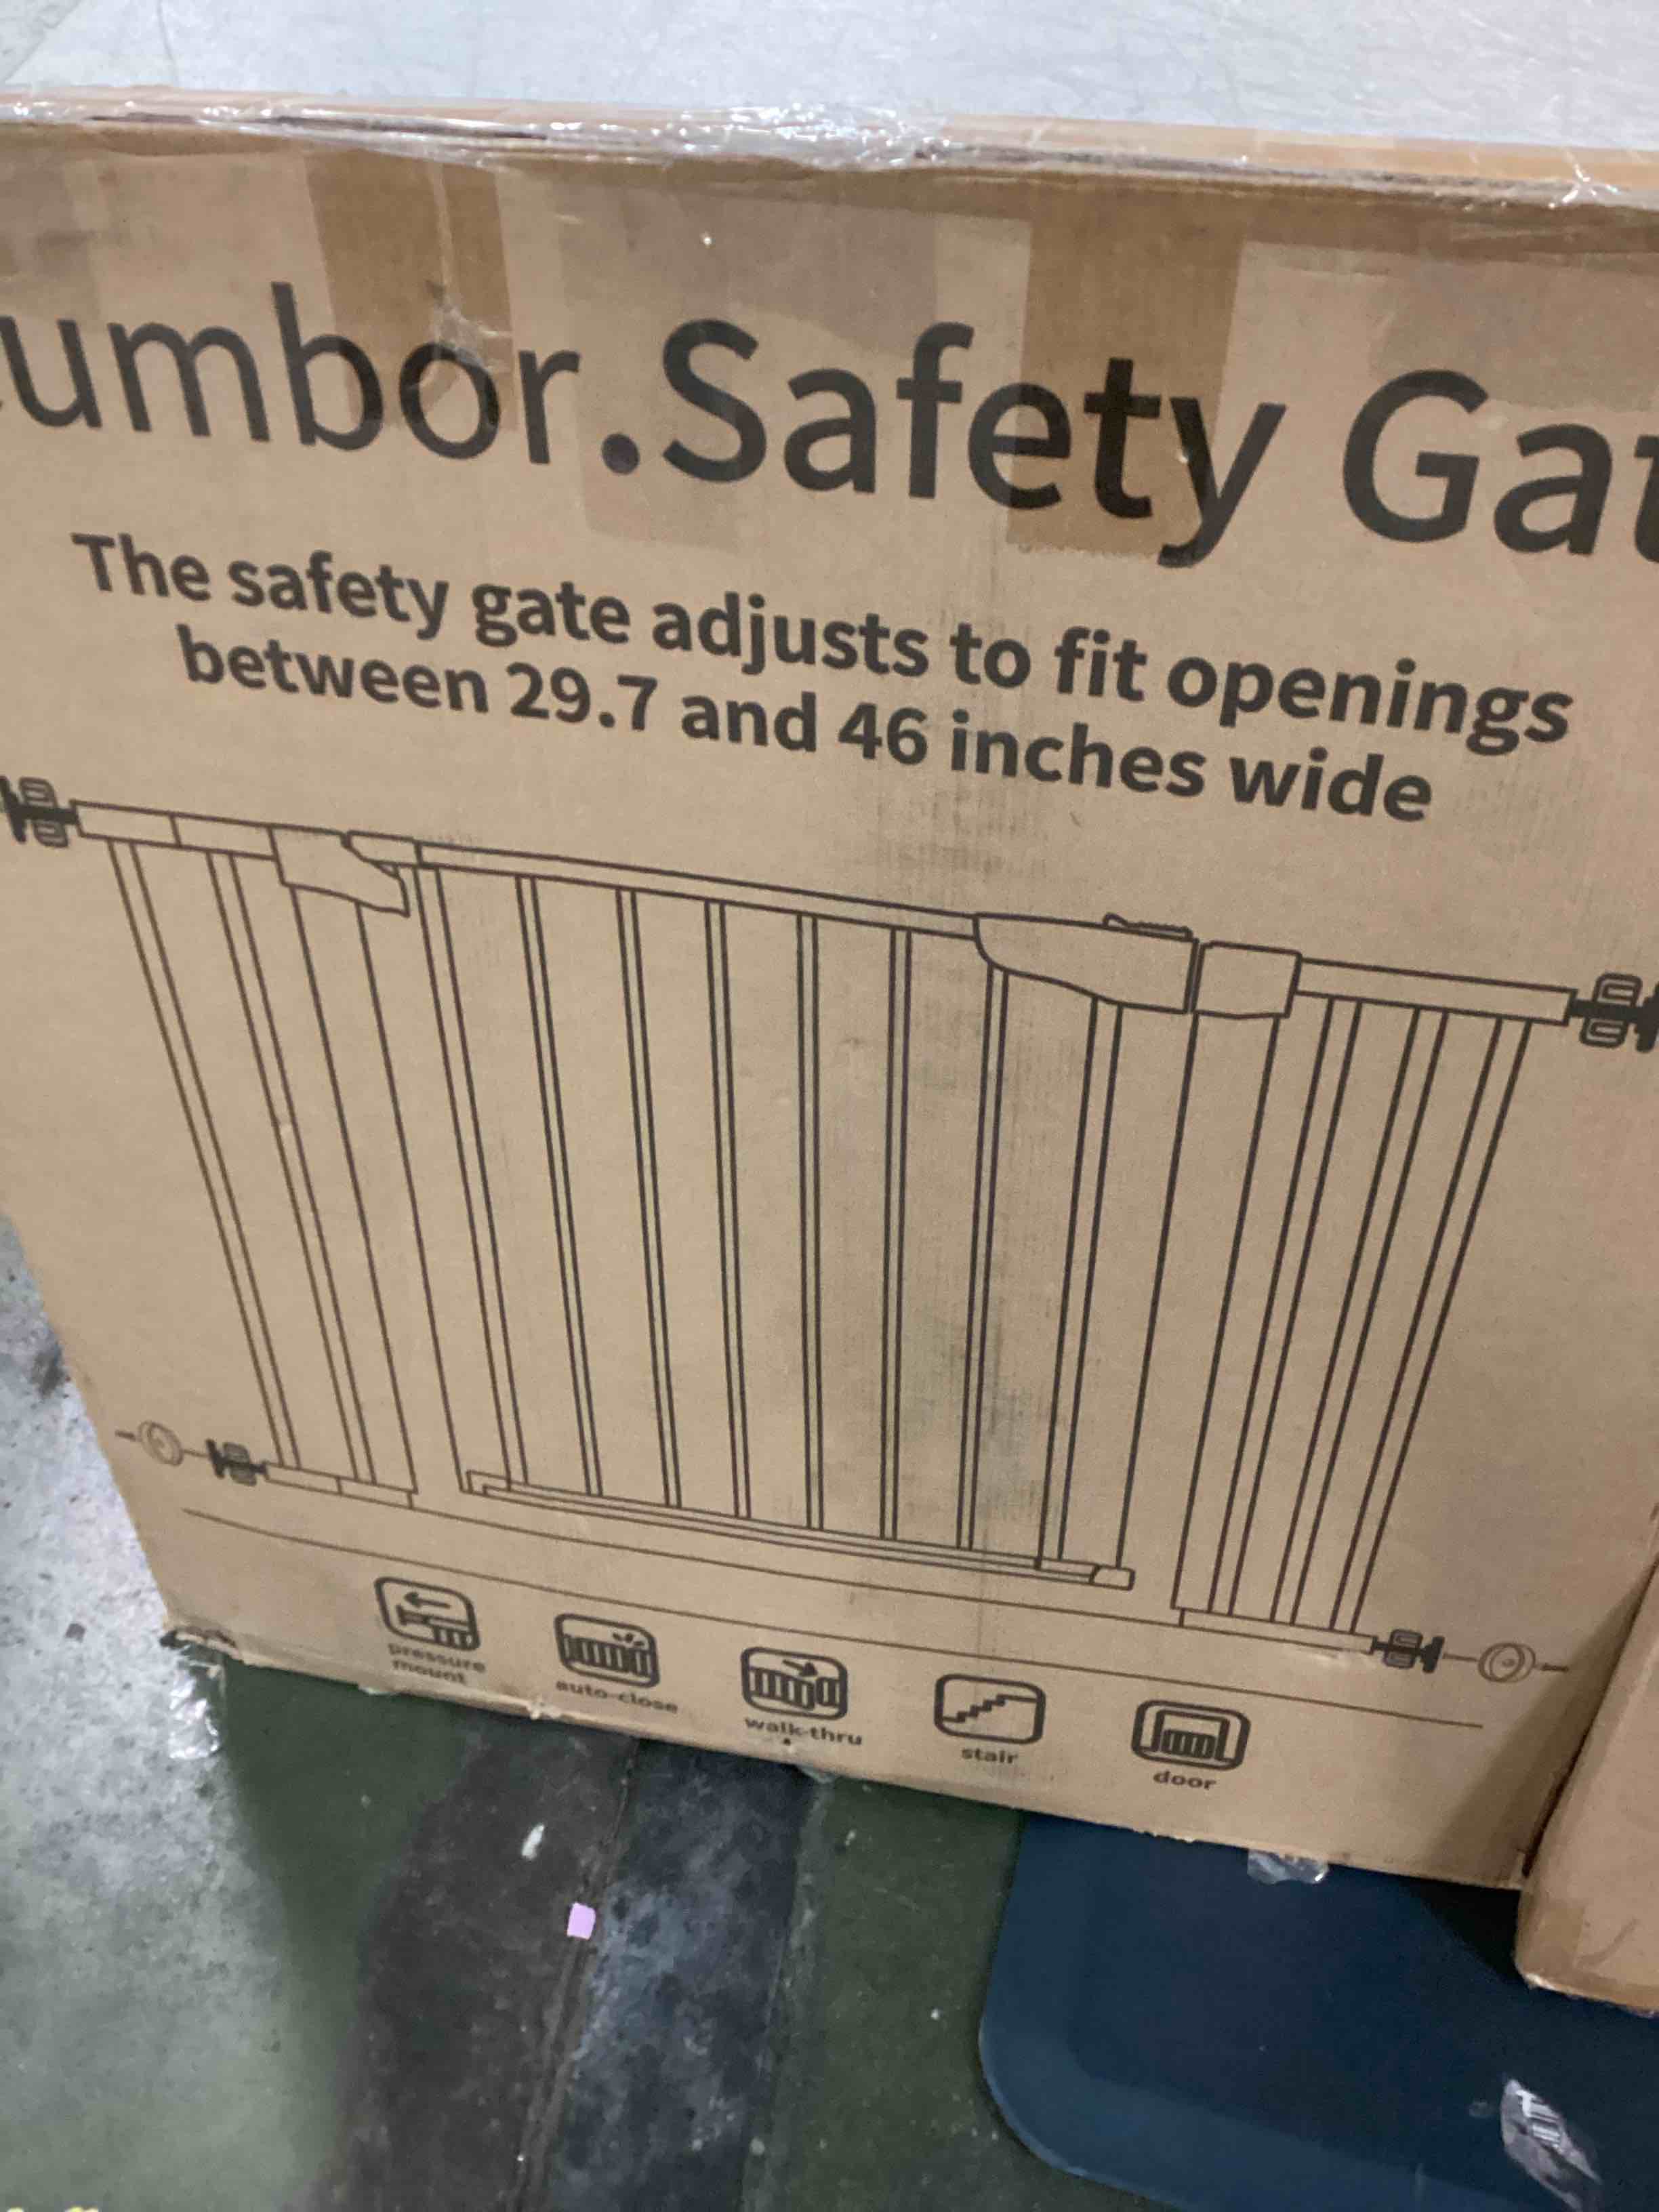 umbor.Safety Gat
The safety gate adjusts to fit openings
between 29.7 and 46 inches wide
pressure
mount
auto-close
walk-thru
stair
door